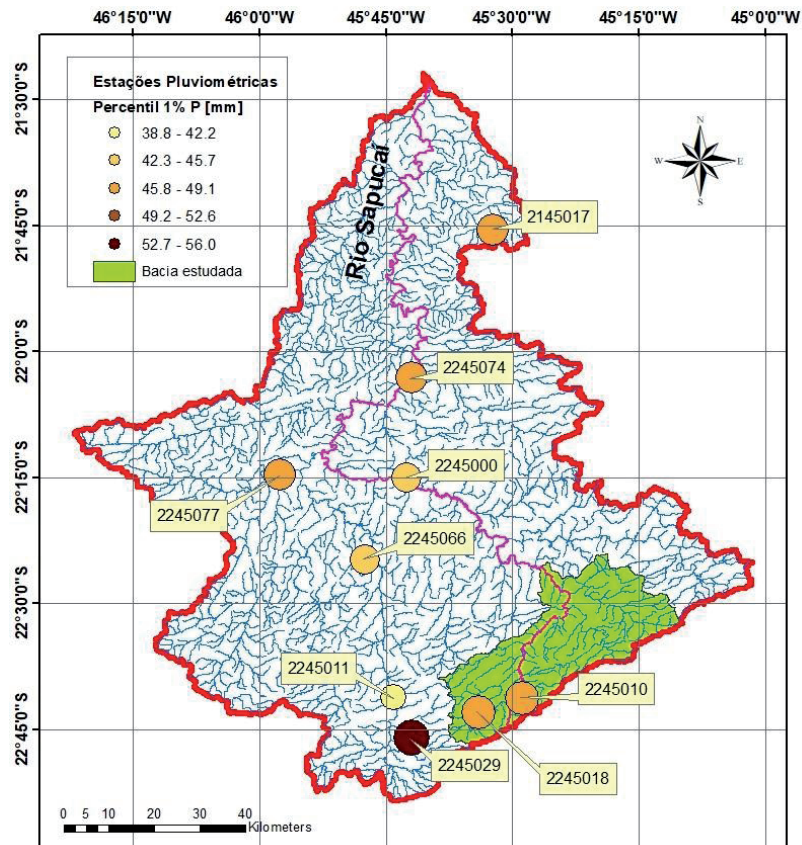 46°15'0"W 46°0'0"W 45°45'0"W 45°30'0"W 45°15'0"W 45°0'0"W
Estações Pluviométricas
Percentil 1% P [mm]
38.8 - 42.2
42.3 - 45.7
45.8 - 49.1
49.2 - 52.6
52.7 - 56.0
Bacia estudada
21°30'0"S
21°45'0"S
22°0'0"S
22°15'0"S
22°30'0"S
22°45'0"S
N
W E
S
Rio Sapucaí
2145017
2245074
2245000
2245077
2245066
2245011
2245010
2245029
2245018
0 5 10 20 30 40
Kilometers